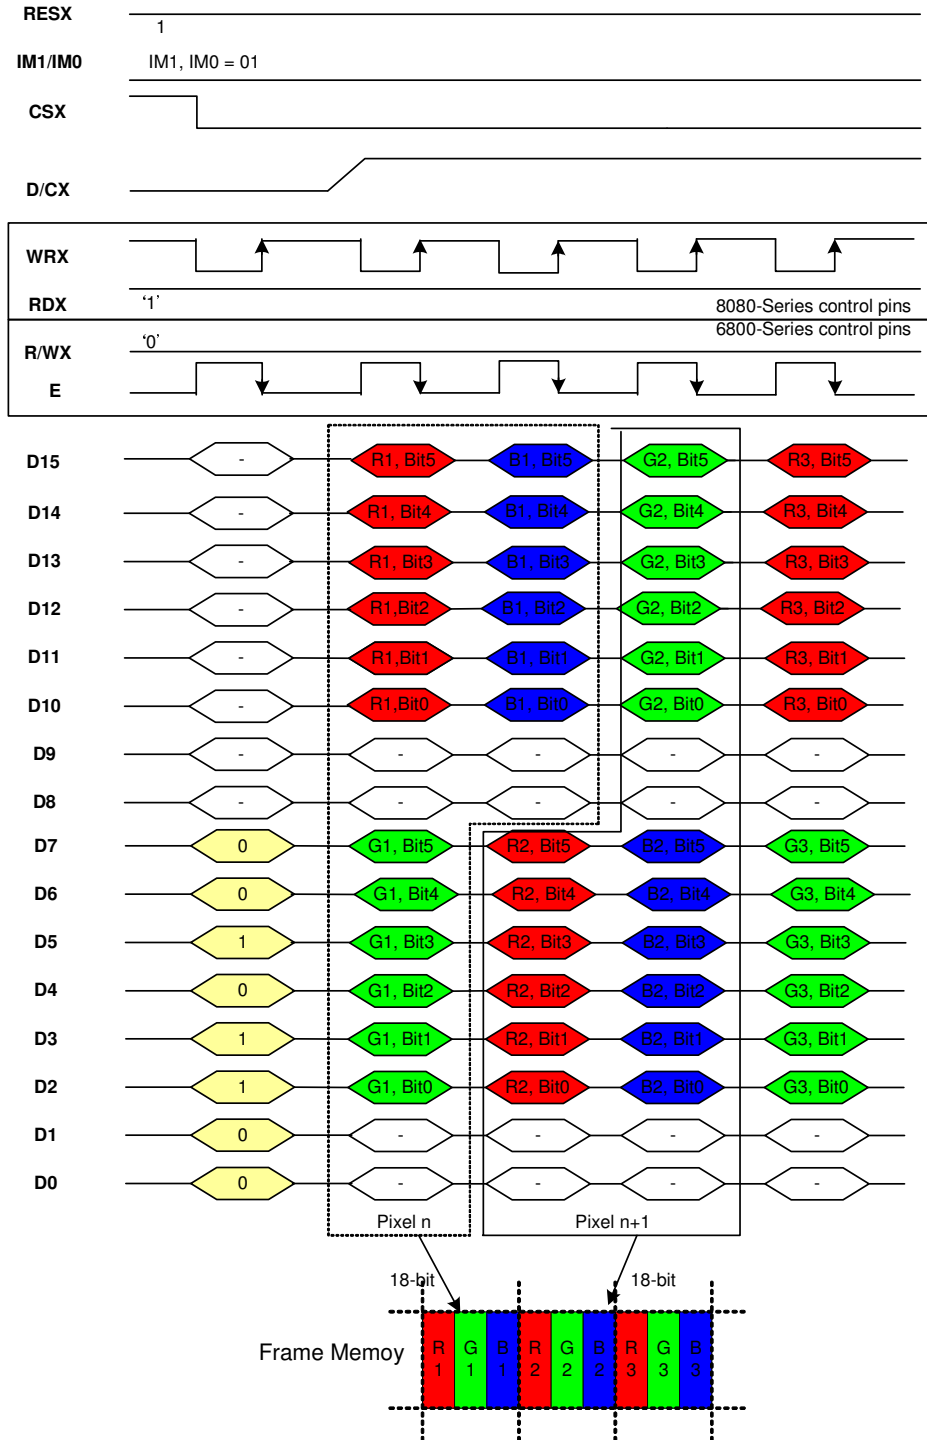 RESX
1
IM1/IM0 IM1, IM0 = 01
CSX
D/CX
WRX
RDX '1' 8080-Series control pins
6800-Series control pins
R/WX '0'
E
D15 - R1, Bit5 B1, Bit5 G2, Bit5 R3, Bit5
D14 - R1, Bit4 B1, Bit4 G2, Bit4 R3, Bit4
D13 - R1, Bit3 B1, Bit3 G2, Bit3 R3, Bit3
D12 - R1,Bit2 B1, Bit2 G2, Bit2 R3, Bit2
D11 - R1,Bit1 B1, Bit1 G2, Bit1 R3, Bit1
D10 - R1,Bit0 B1, Bit0 G2, Bit0 R3, Bit0
D9 - - - - -
D8 - - - - -
D7 0 G1, Bit5 R2, Bit5 B2, Bit5 G3, Bit5
D6 0 G1, Bit4 R2, Bit4 B2, Bit4 G3, Bit4
D5 1 G1, Bit3 R2, Bit3 B2, Bit3 G3, Bit3
D4 0 G1, Bit2 R2, Bit2 B2, Bit2 G3, Bit2
D3 1 G1, Bit1 R2, Bit1 B2, Bit1 G3, Bit1
D2 1 G1, Bit0 R2, Bit0 B2, Bit0 G3, Bit0
D1 0 - - - -
D0 0 - - - -
Pixel n Pixel n+1
18-bit 18-bit
Frame Memoy R G B R G B R G B
1 1 1 2 2 2 3 3 3